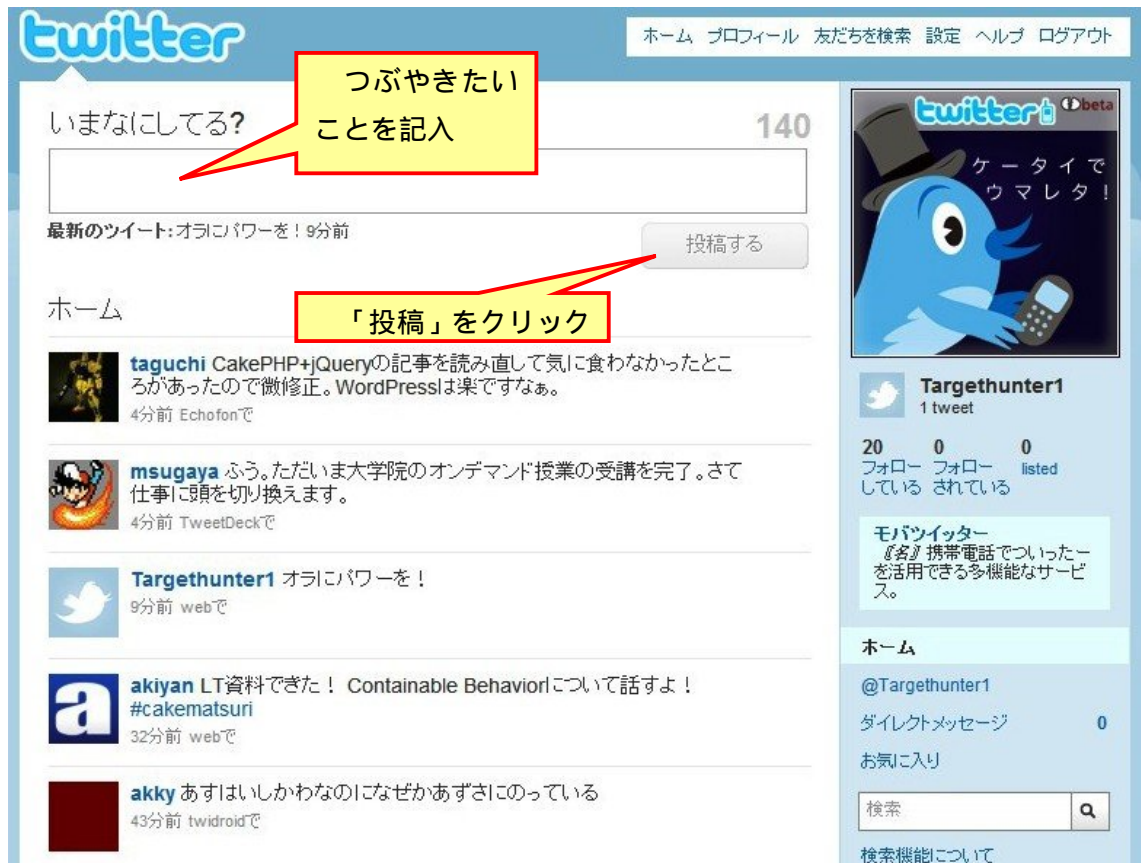 twitter
ホーム プロフィール 友だちを検索 設定 ヘルプ ログアウト
つぶやきたい
ことを記入
いまなにしてる?
140
最新のツイート:オラにパワーを!9分前
投稿する
「投稿」をクリック
ホーム
taguchi CakePHP+jQueryの記事を読み直して気に食わなかったとこ
ろがあったので微修正。WordPressは楽ですなぁ。
4分前 Echofonで
msugaya ふう。ただいま大学院のオンデマンド授業の受講を完了。さて
仕事に頭を切り換えます。
4分前 TweetDeckで
Targethunter1 オラにパワーを!
9分前 webで
a
akiyan LT資料できた! Containable Behaviorについて話すよ!
#cakematsuri
32分前 webで
akky あすはいしかわなのになぜかあずさにのっている
43分前 twidroidで
twitter beta
ケータイで
ウマレタ!
Targethunter1
1 tweet
20 0 0
フォロー フォロー listed
している されている
モバツイッター
『名』携帯電話でついったー
を活用できる多機能なサービ
ス。
ホーム
@Targethunter1
ダイレクトメッセージ 0
お気に入り
検索
検索機能について